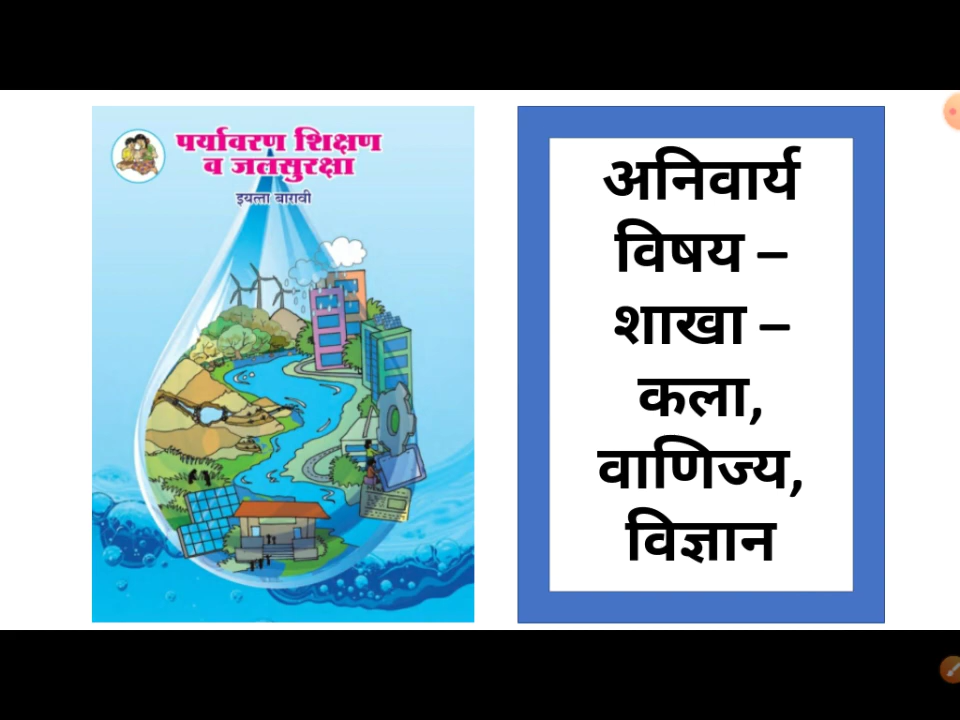 पर्यावरण शिक्षण
व जलसुरक्षा
इयत्ता बारावी
अनिवार्य
विषय –
शाखा –
कला,
वाणिज्य,
विज्ञान